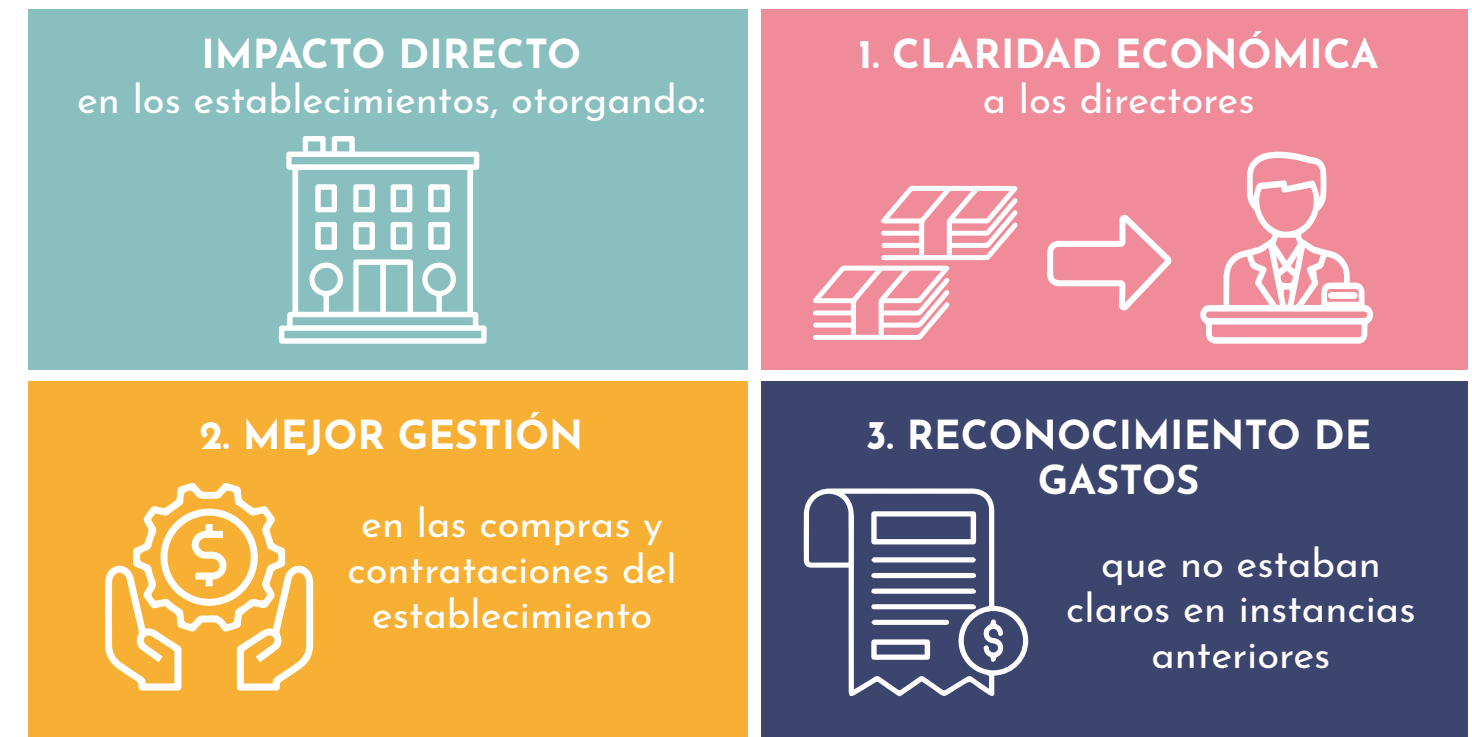 IMPACTO DIRECTO
en los establecimientos, otorgando:
1. CLARIDAD ECONÓMICA
a los directores
$
2. MEJOR GESTIÓN
en las compras y
contrataciones del
establecimiento
3. RECONOCIMIENTO DE
GASTOS
que no estaban
claros en instancias
anteriores
$